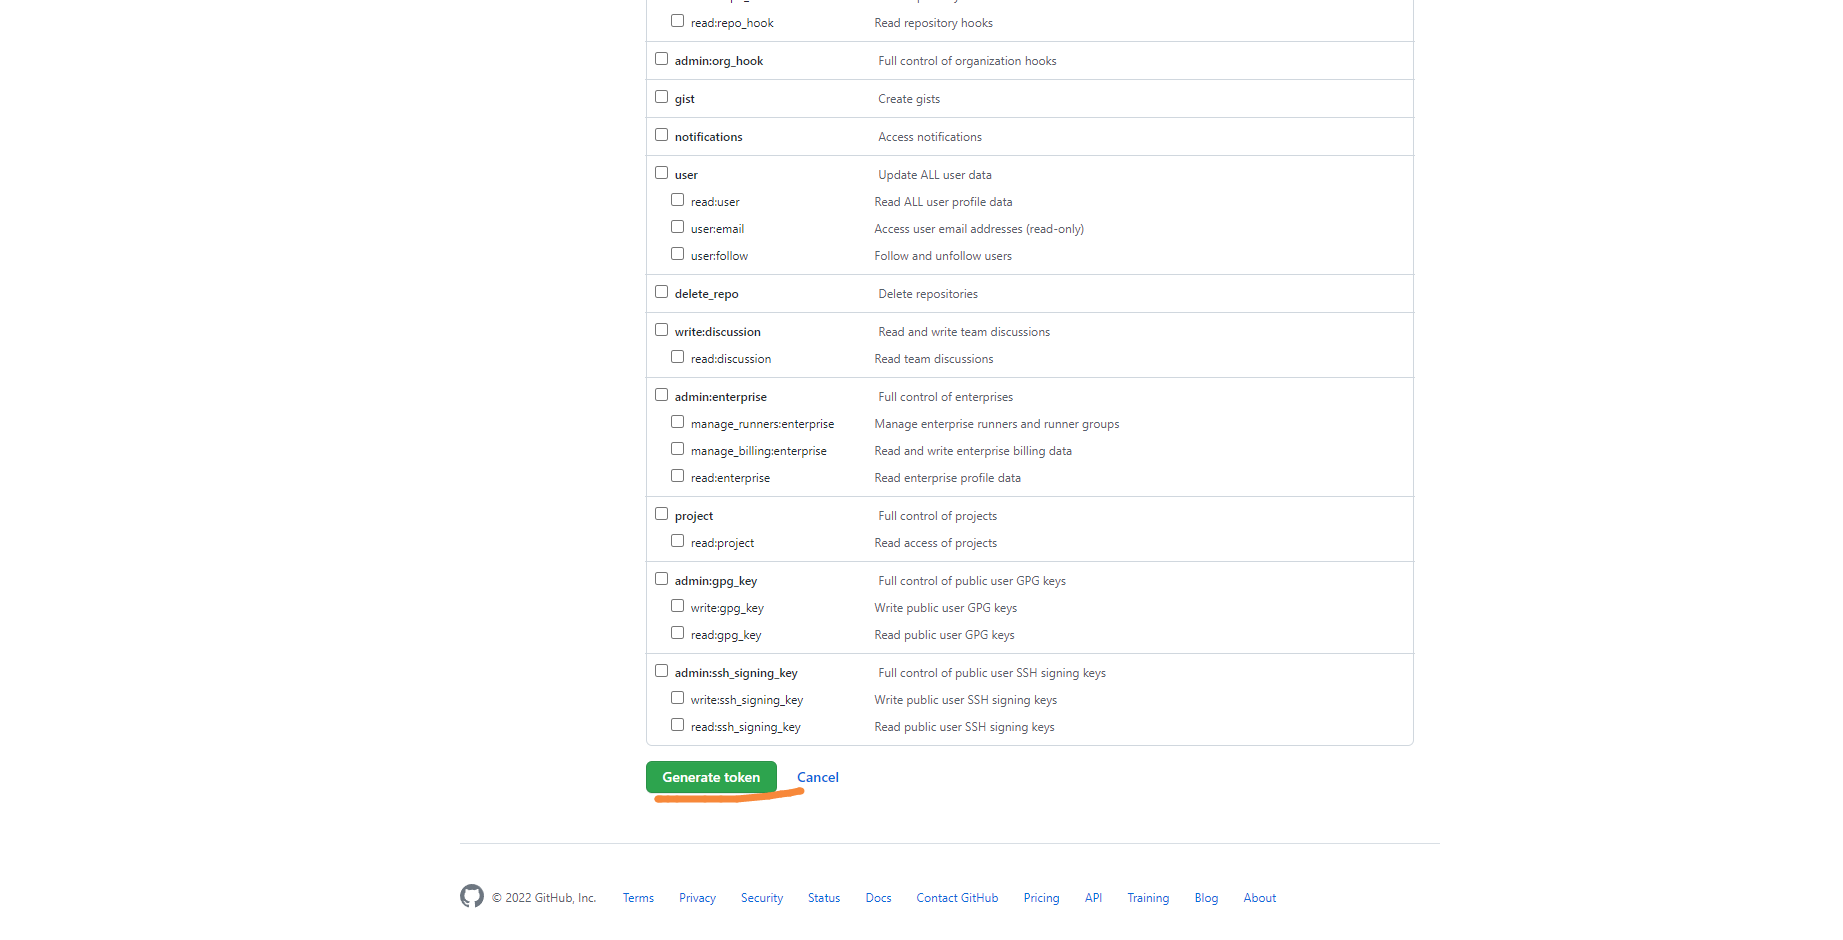 read:repo_hook Read repository hooks
admin:org_hook Full control of organization hooks
gist Create gists
notifications Access notifications
user Update ALL user data
read:user Read ALL user profile data
user:email Access user email addresses (read-only)
user:follow Follow and unfollow users
delete_repo Delete repositories
write:discussion Read and write team discussions
read:discussion Read team discussions
admin:enterprise Full control of enterprises
manage_runners:enterprise Manage enterprise runners and runner groups
manage_billing:enterprise Read and write enterprise billing data
read:enterprise Read enterprise profile data
project Full control of projects
read:project Read access of projects
admin:gpg_key Full control of public user GPG keys
write:gpg_key Write public user GPG keys
read:gpg_key Read public user GPG keys
admin:ssh_signing_key Full control of public user SSH signing keys
write:ssh_signing_key Write public user SSH signing keys
read:ssh_signing_key Read public user SSH signing keys
Generate token Cancel
© 2022 GitHub, Inc. Terms Privacy Security Status Docs Contact GitHub Pricing API Training Blog About